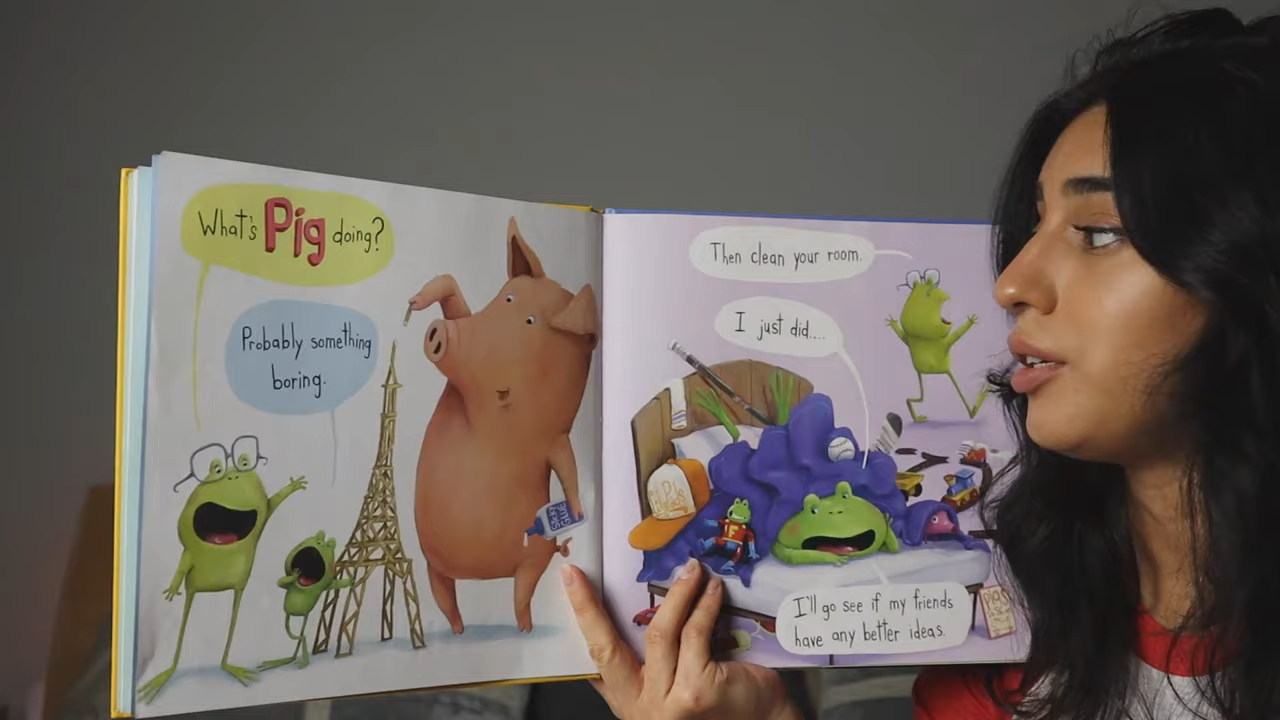 What's Pig doing?
Probably something
boring.
Then clean your room.
I just did....
I'll go see if my friends
have any better ideas.